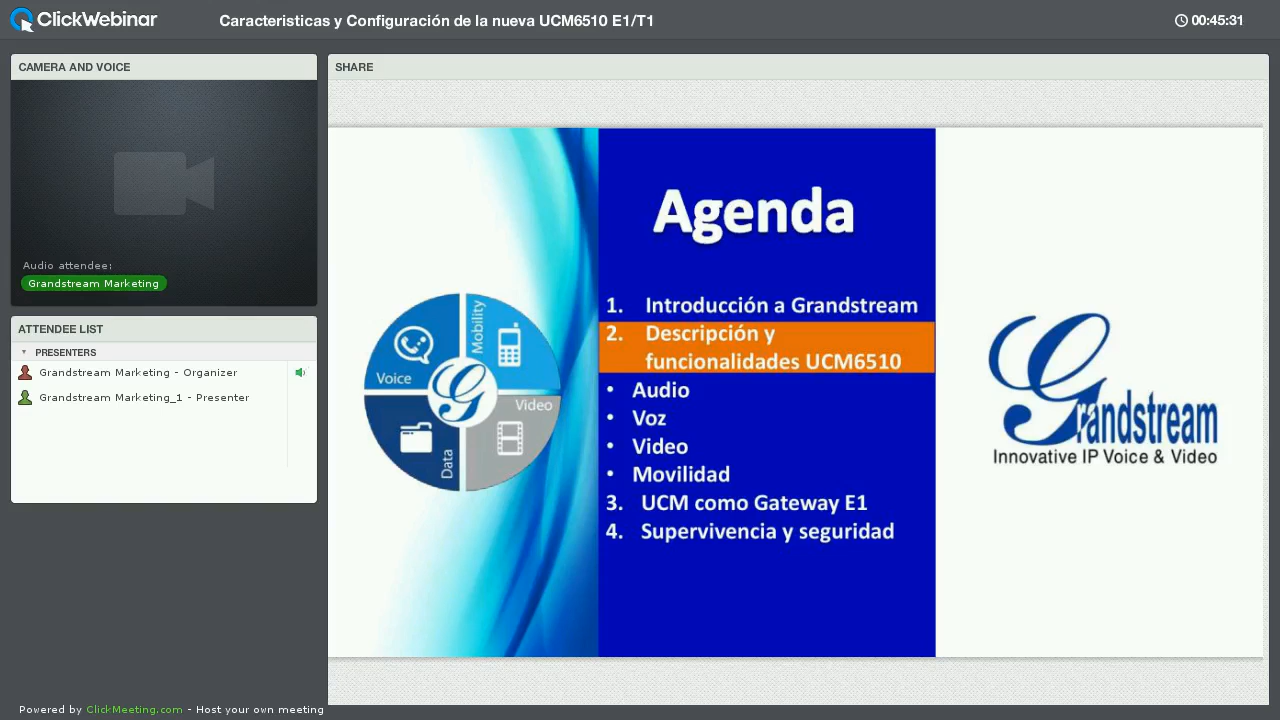 ClickWebinar
Caracteristicas y Configuración de la nueva UCM6510 E1/T1
00:45:31
CAMERA AND VOICE
Audio attendee:
Grandstream Marketing
ATTENDEE LIST
PRESENTERS
Grandstream Marketing - Organizer
Grandstream Marketing_1 - Presenter
SHARE
Voice
Mobility
Video
Data
G
Agenda
1. Introducción a Grandstream
2. Descripción y
funcionalidades UCM6510
• Audio
• Voz
• Video
• Movilidad
3. UCM como Gateway E1
4. Supervivencia y seguridad
Grandstream
Innovative IP Voice & Video
Powered by ClickMeeting.com - Host your own meeting